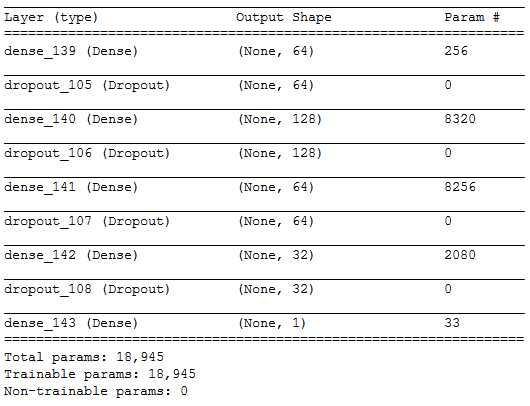 Layer (type) Output Shape Param #
dense_139 (Dense) (None, 64) 256
dropout_105 (Dropout) (None, 64) 0
dense_140 (Dense) (None, 128) 8320
dropout_106 (Dropout) (None, 128) 0
dense_141 (Dense) (None, 64) 8256
dropout_107 (Dropout) (None, 64) 0
dense_142 (Dense) (None, 32) 2080
dropout_108 (Dropout) (None, 32) 0
dense_143 (Dense) (None, 1) 33
Total params: 18,945
Trainable params: 18,945
Non-trainable params: 0